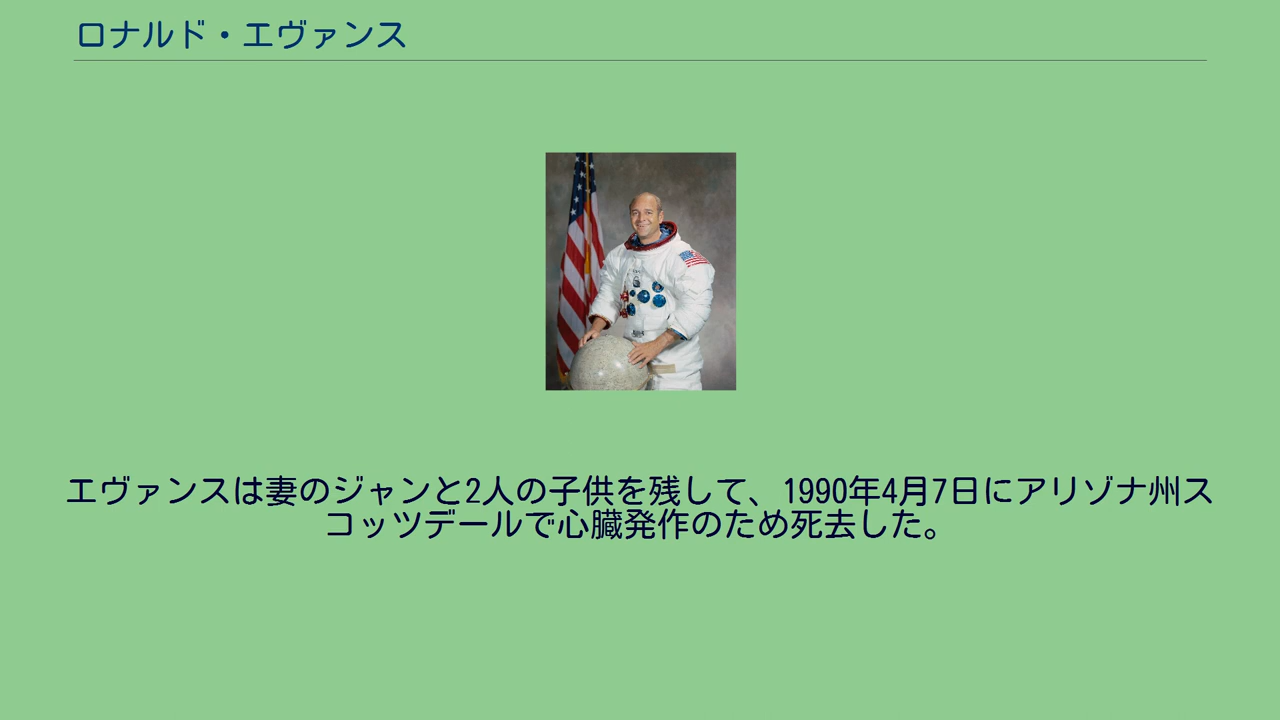 ロナルド・エヴァンス
エヴァンスは妻のジャンと2人の子供を残して、1990年4月7日にアリゾナ州ス
コッツデールで心臓発作のため死去した。